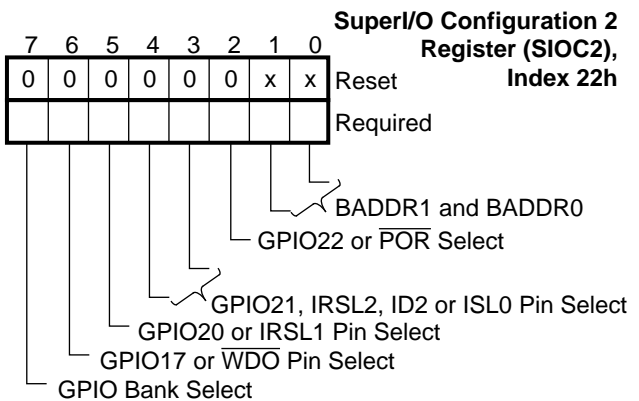 SuperI/O Configuration 2
Register (SIOC2),
Index 22h
7 6 5 4 3 2 1 0
0 0 0 0 0 0 x x Reset
Required
BADDR1 and BADDR0
GPIO22 or P̅O̅R̅ Select
GPIO21, IRSL2, ID2 or ISL0 Pin Select
GPIO20 or IRSL1 Pin Select
GPIO17 or W̅D̅O̅ Pin Select
GPIO Bank Select